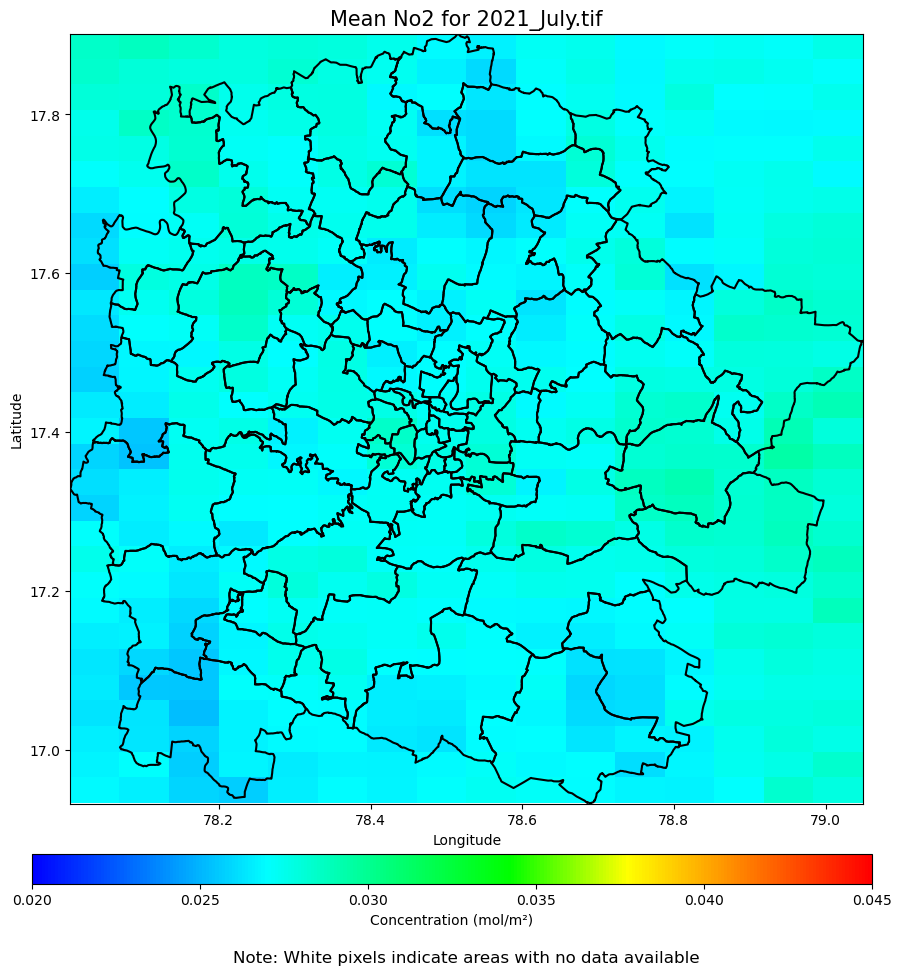 Mean No2 for 2021_July.tif
17.8
17.6
17.4
17.2
17.0
Latitude
78.2 78.4 78.6 78.8 79.0
Longitude
0.020 0.025 0.030 0.035 0.040 0.045
Concentration (mol/m²)
Note: White pixels indicate areas with no data available